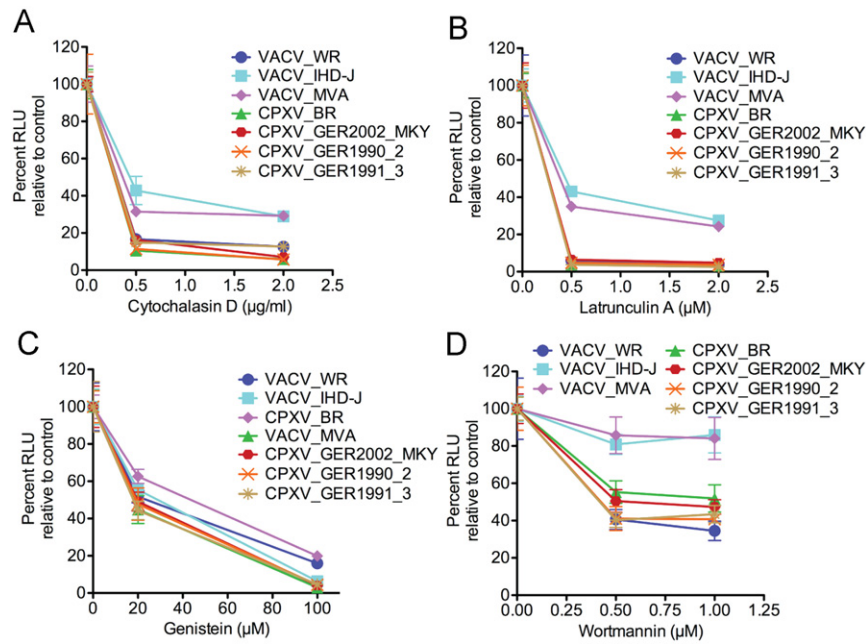 A
Percent RLU
relative to control
120
100
80
60
40
20
0
0.0 0.5 1.0 1.5 2.0 2.5
Cytochalasin D (µg/ml)
VACV_WR
VACV_IHD-J
VACV_MVA
CPXV_BR
CPXV_GER2002_MKY
CPXV_GER1990_2
CPXV_GER1991_3
B
Percent RLU
relative to control
120
100
80
60
40
20
0
0.0 0.5 1.0 1.5 2.0 2.5
Latrunculin A (µM)
VACV_WR
VACV_IHD-J
VACV_MVA
CPXV_BR
CPXV_GER2002_MKY
CPXV_GER1990_2
CPXV_GER1991_3
C
Percent RLU
relative to control
120
100
80
60
40
20
0
0 20 40 60 80 100 120
Genistein (µM)
VACV_WR
VACV_IHD-J
CPXV_BR
VACV_MVA
CPXV_GER2002_MKY
CPXV_GER1990_2
CPXV_GER1991_3
D
Percent RLU
relative to control
120
100
80
60
40
20
0
0.00 0.25 0.50 0.75 1.00 1.25
Wortmannin (µM)
VACV_WR
VACV_IHD-J
VACV_MVA
CPXV_BR
CPXV_GER2002_MKY
CPXV_GER1990_2
CPXV_GER1991_3